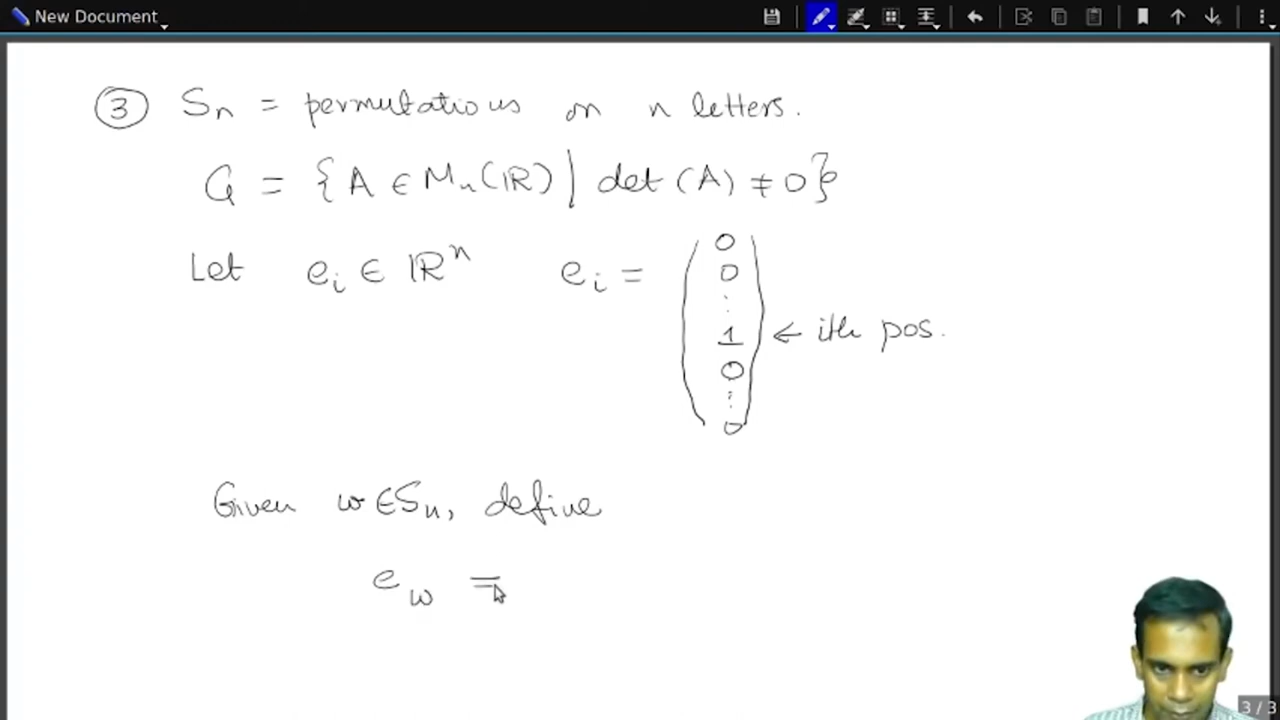 New Document
③ Sn = permutations on n letters.
G = {A ∈ Mn(ℝ) | det(A) ≠ 0}
Let ei ∈ ℝ^n ei = (0 0 ⋮ 1 0 ⋮ 0) ← ith pos.
Given w ∈ Sn, define
e_w =
3 / 3